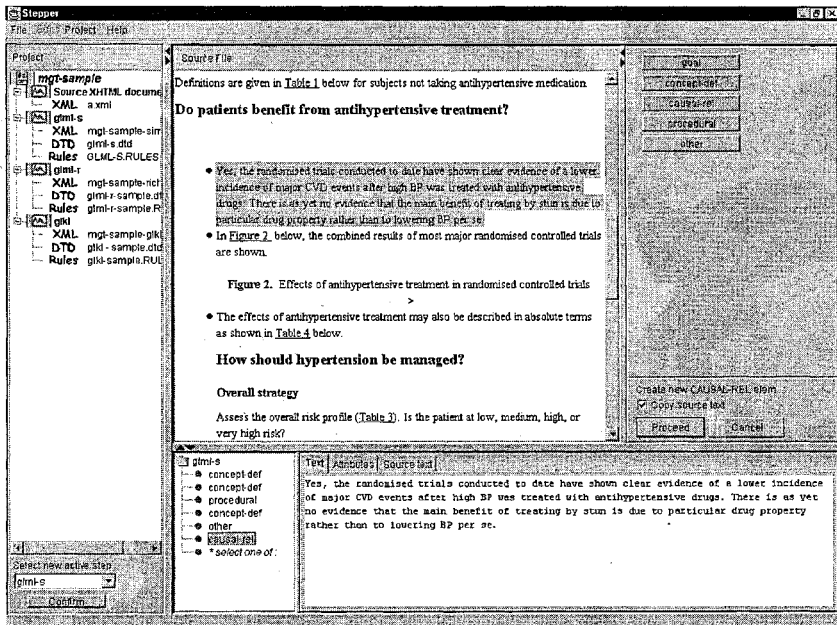 Stepper
File Edit Project Help
Project
mgt-sample
Source XHTML docume
XML a.xml
glml-s
XML mgt-sample-sim
DTD glml-s.dtd
Rules GLML-S.RULES
glml-r
XML mgt-sample-rich
DTD glml-r-sample.dt
Rules glml-r-sample.R
glkl
XML mgt-sample-glkl
DTD glkl-sample.dtd
Rules glkl-sample.RUL
Select new active step
glml-s
Confirm
Source File
Definitions are given in Table 1 below for subjects not taking antihypertensive medication
Do patients benefit from antihypertensive treatment?
Yes, the randomised trials conducted to date have shown clear evidence of a lower
incidence of major CVD events after high BP was treated with antihypertensive
drugs. There is as yet no evidence that the main benefit of treating by stun is due to
particular drug property rather than to lowering BP per se.
In Figure 2 below, the combined results of most major randomised controlled trials
are shown.
Figure 2. Effects of antihypertensive treatment in randomised controlled trials
>
The effects of antihypertensive treatment may also be described in absolute terms
as shown in Table 4 below.
How should hypertension be managed?
Overall strategy
Asses's the overall risk profile (Table 3). Is the patient at low, medium, high, or
very high risk?
goal
concept-def
causal-rel
procedural
other
Create new CAUSAL-REL elem
Copy source text
Proceed Cancel
glml-s
concept-def
concept-def
procedural
concept-def
other
causal-rel
* select one of :
Text Attributes Source text
Yes, the randomised trials conducted to date have shown clear evidence of a lower incidence
of major CVD events after high BP was treated with antihypertensive drugs. There is as yet
no evidence that the main benefit of treating by stun is due to particular drug property
rather than to lowering BP per se.